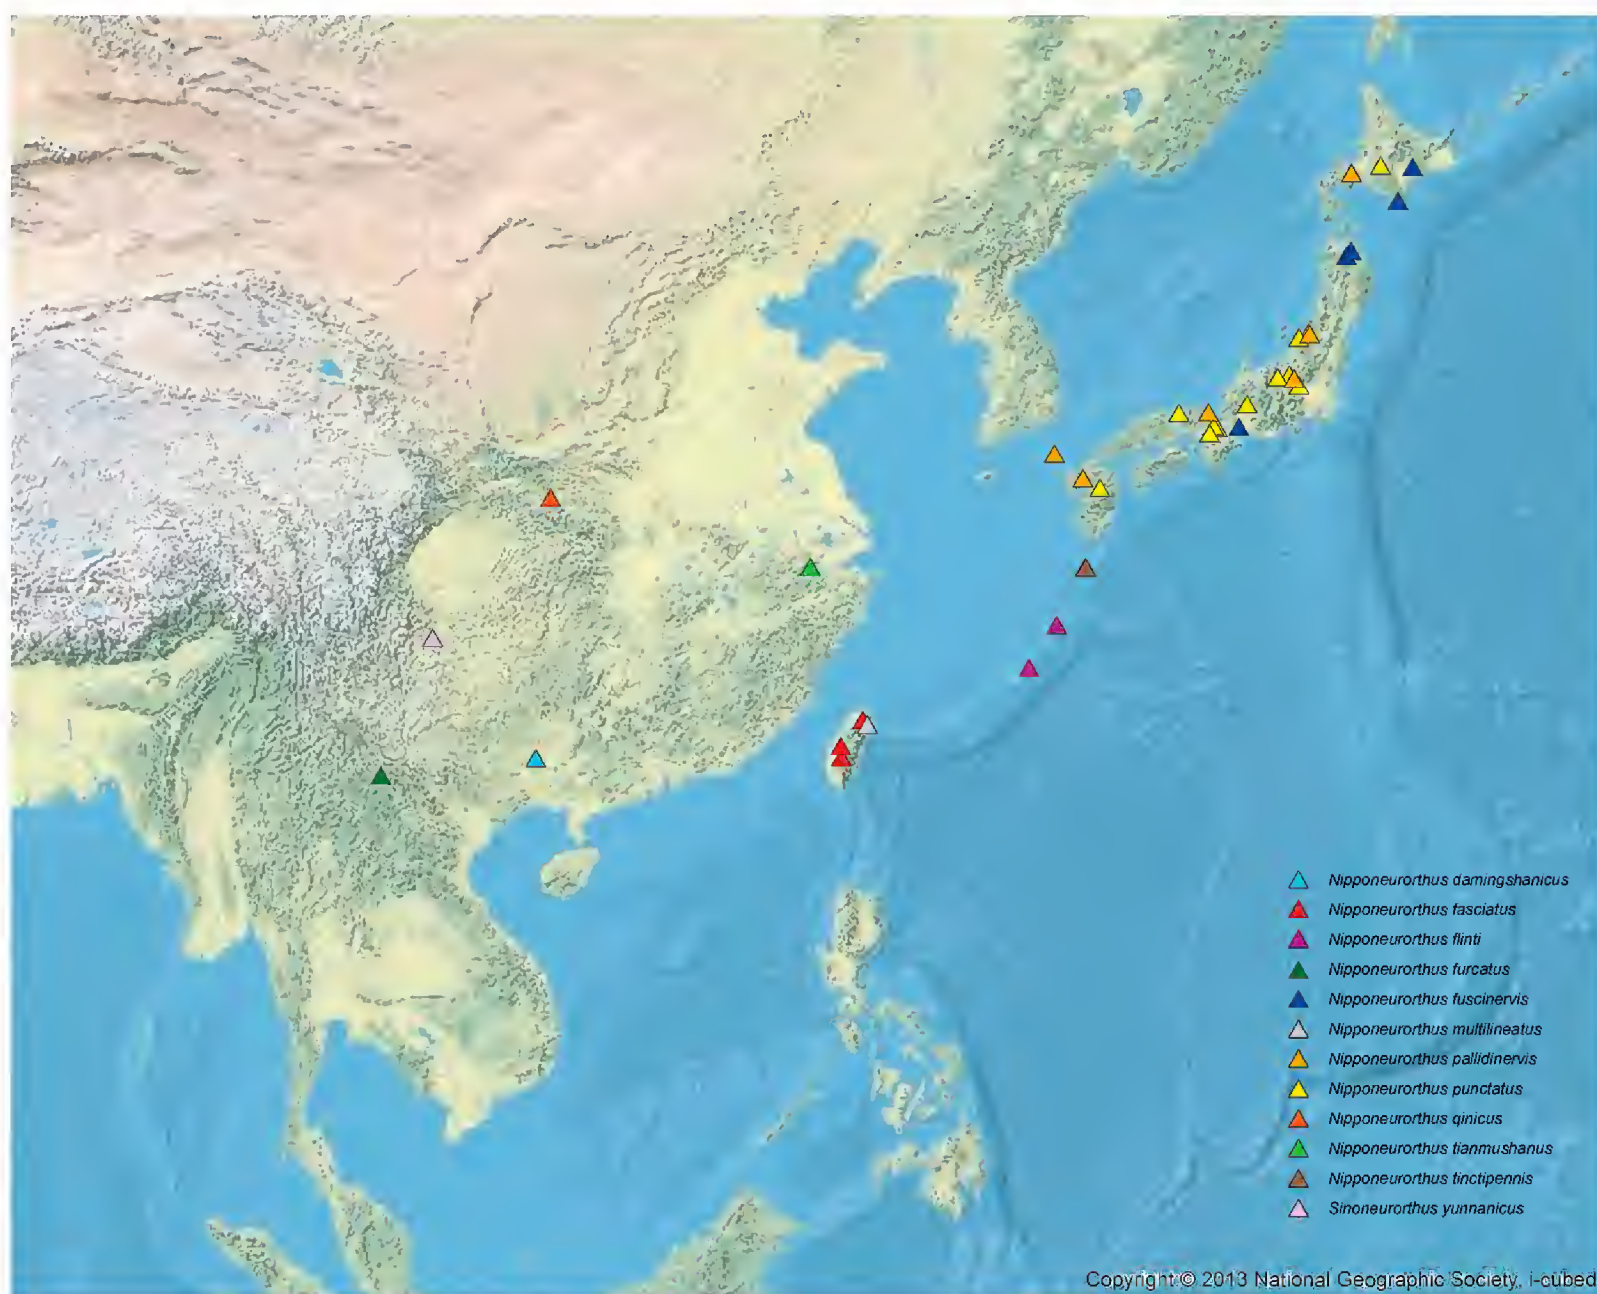 Nipponeurorthus damingshanicus
Nipponeurorthus fasciatus
Nipponeurorthus flinti
Nipponeurorthus furcatus
Nipponeurorthus fuscinervis
Nipponeurorthus multilineatus
Nipponeurorthus pallidinervis
Nipponeurorthus punctatus
Nipponeurorthus qinicus
Nipponeurorthus tianmushanus
Nipponeurorthus tinctipennis
Sinoneurorthus yunnanicus
Copyright:© 2013 National Geographic Society, i-cubed